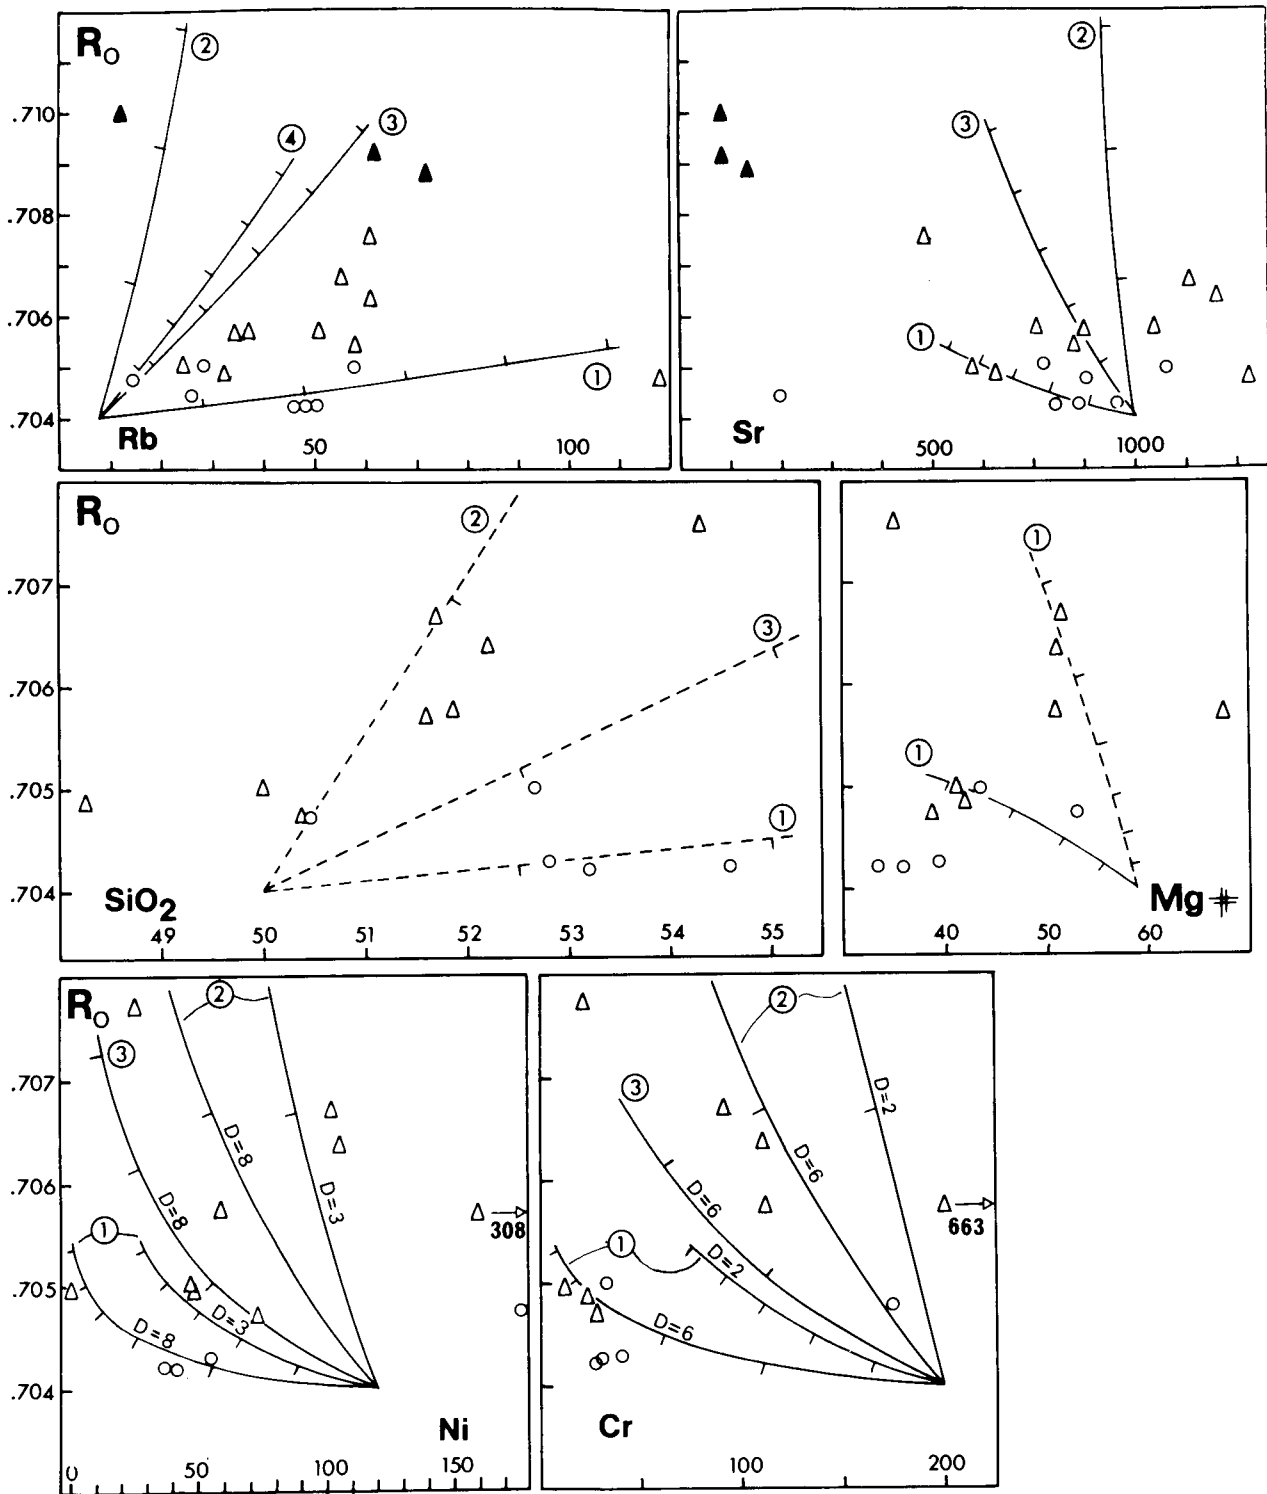 R₀
②
.710
④
③
.708
.706
①
.704
Rb
50
100
②
③
①
Sr
500
1000
R₀
②
.707
③
.706
.705
①
.704
SiO₂
49
50
51
52
53
54
55
①
①
Mg#
40
50
60
R₀
②
③
.707
D=8
D=3
.706
D=8
①
308
.705
D=3
D=8
.704
Ni
0
50
100
150
②
③
D=2
D=6
D=6
①
663
D=2
D=6
Cr
100
200